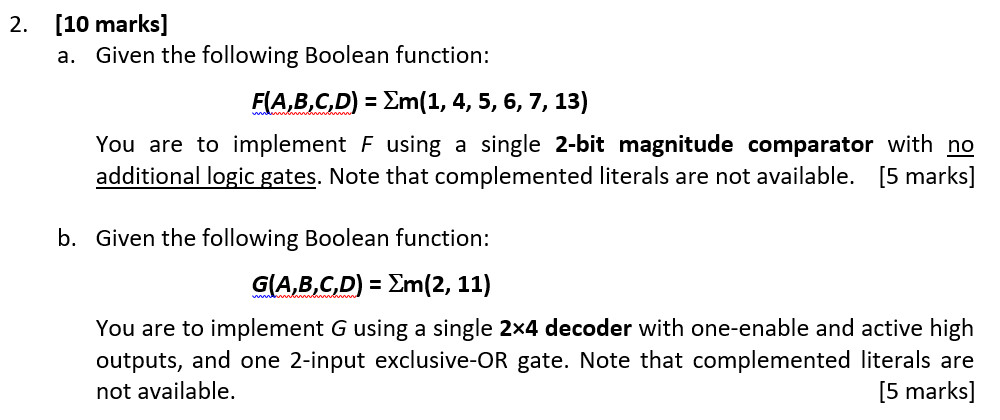 2. [10 marks]
a. Given the following Boolean function:
F(A,B,C,D) = Σm(1, 4, 5, 6, 7, 13)
You are to implement F using a single 2-bit magnitude comparator with no
additional logic gates. Note that complemented literals are not available. [5 marks]
b. Given the following Boolean function:
G(A,B,C,D) = Σm(2, 11)
You are to implement G using a single 2×4 decoder with one-enable and active high
outputs, and one 2-input exclusive-OR gate. Note that complemented literals are
not available. [5 marks]